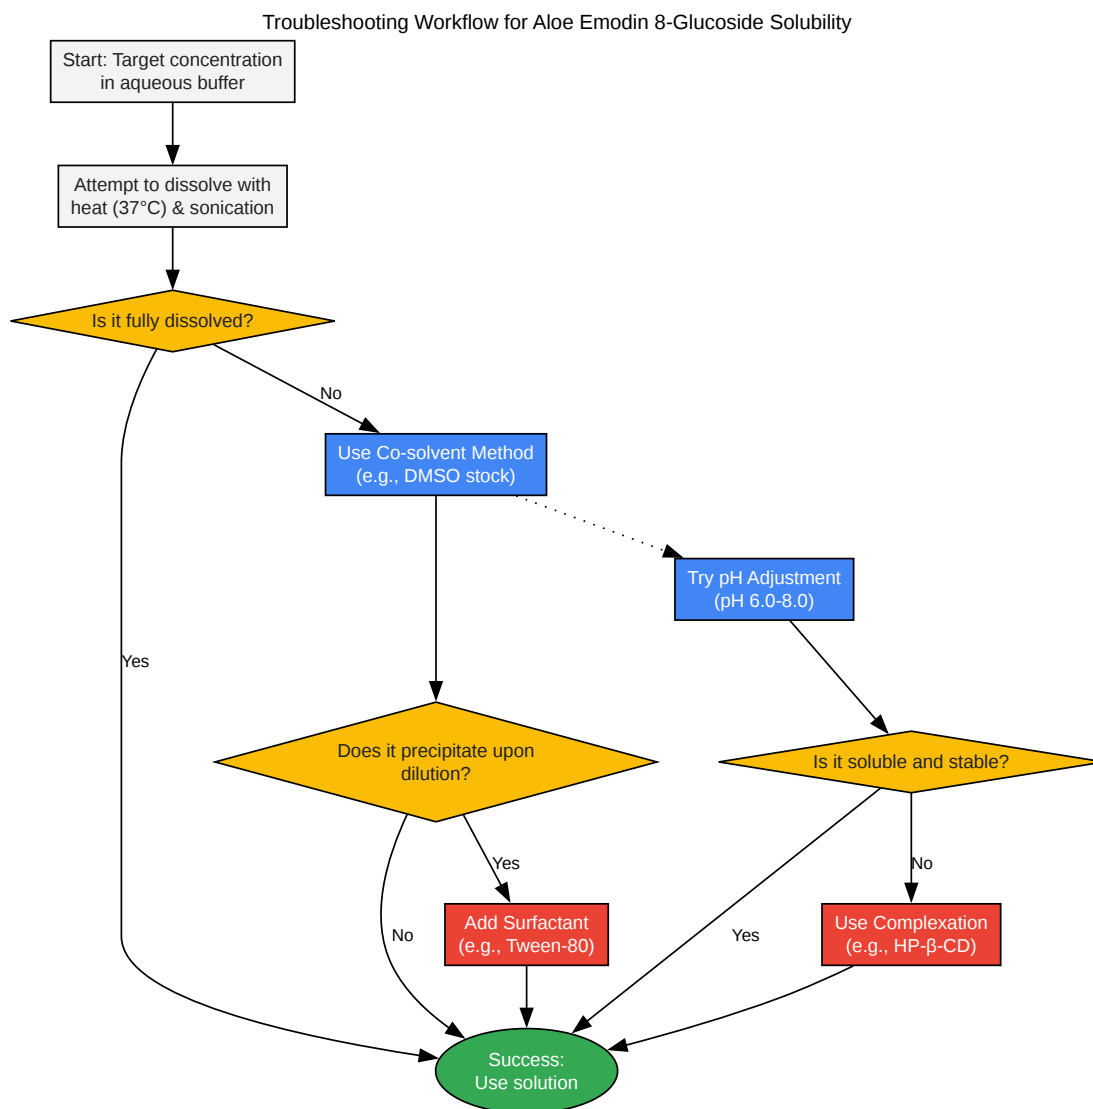 Troubleshooting Workflow for Aloe Emodin 8-Glucoside Solubility
Start: Target concentration
in aqueous buffer
Attempt to dissolve with
heat (37°C) & sonication
Is it fully dissolved?
No
Use Co-solvent Method
(e.g., DMSO stock)
Try pH Adjustment
(pH 6.0-8.0)
Yes
Does it precipitate upon
dilution?
Is it soluble and stable?
Yes
No
Add Surfactant
(e.g., Tween-80)
Use Complexation
(e.g., HP-β-CD)
No
Yes
Success:
Use solution